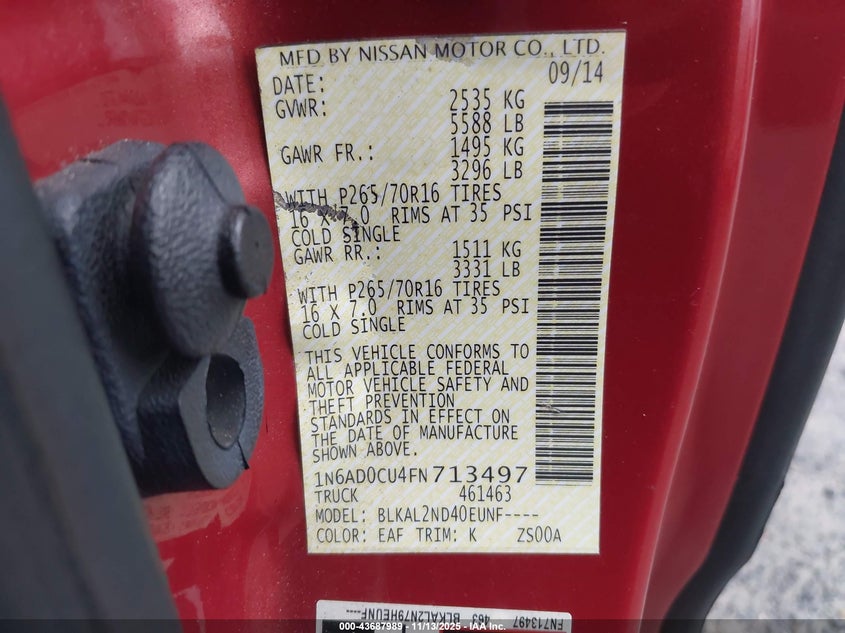 MFD BY NISSAN MOTOR CO., LTD.
DATE: 09/14
GVWR: 2535 KG
5588 LB
GAWR FR.: 1495 KG
3296 LB
WITH P265/70R16 TIRES
16 X 7.0 RIMS AT 35 PSI
COLD SINGLE
GAWR RR.: 1511 KG
3331 LB
WITH P265/70R16 TIRES
16 X 7.0 RIMS AT 35 PSI
COLD SINGLE
THIS VEHICLE CONFORMS TO
ALL APPLICABLE FEDERAL
MOTOR VEHICLE SAFETY AND
THEFT PREVENTION
STANDARDS IN EFFECT ON
THE DATE OF MANUFACTURE
SHOWN ABOVE.
1N6AD0CU4FN713497
TRUCK 461463
MODEL: BLKAL2ND40EUNF----
COLOR: EAF TRIM: K ZS00A
FN713497 463 BLKAL2N79HEUNF----
000-43687989 - 11/13/2025 - IAA, Inc.